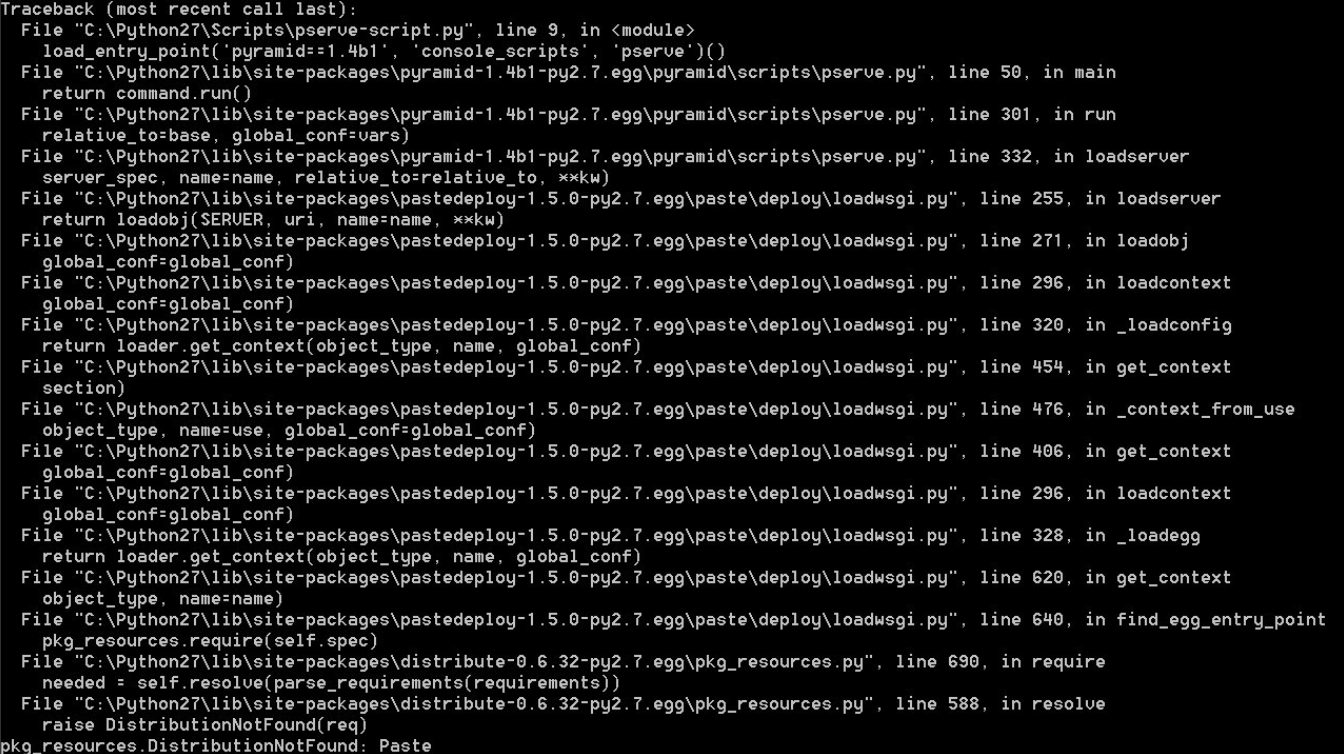 Traceback (most recent call last):
  File "C:\Python27\Scripts\pserve-script.py", line 9, in <module>
    load_entry_point('pyramid==1.4b1', 'console_scripts', 'pserve')()
  File "C:\Python27\lib\site-packages\pyramid-1.4b1-py2.7.egg\pyramid\scripts\pserve.py", line 50, in main
    return command.run()
  File "C:\Python27\lib\site-packages\pyramid-1.4b1-py2.7.egg\pyramid\scripts\pserve.py", line 301, in run
    relative_to=base, global_conf=vars)
  File "C:\Python27\lib\site-packages\pyramid-1.4b1-py2.7.egg\pyramid\scripts\pserve.py", line 332, in loadserver
    server_spec, name=name, relative_to=relative_to, **kw)
  File "C:\Python27\lib\site-packages\pastedeploy-1.5.0-py2.7.egg\paste\deploy\loadwsgi.py", line 255, in loadserver
    return loadobj(SERVER, uri, name=name, **kw)
  File "C:\Python27\lib\site-packages\pastedeploy-1.5.0-py2.7.egg\paste\deploy\loadwsgi.py", line 271, in loadobj
    global_conf=global_conf)
  File "C:\Python27\lib\site-packages\pastedeploy-1.5.0-py2.7.egg\paste\deploy\loadwsgi.py", line 296, in loadcontext
    global_conf=global_conf)
  File "C:\Python27\lib\site-packages\pastedeploy-1.5.0-py2.7.egg\paste\deploy\loadwsgi.py", line 320, in _loadconfig
    return loader.get_context(object_type, name, global_conf)
  File "C:\Python27\lib\site-packages\pastedeploy-1.5.0-py2.7.egg\paste\deploy\loadwsgi.py", line 454, in get_context
    section)
  File "C:\Python27\lib\site-packages\pastedeploy-1.5.0-py2.7.egg\paste\deploy\loadwsgi.py", line 476, in _context_from_use
    object_type, name=use, global_conf=global_conf)
  File "C:\Python27\lib\site-packages\pastedeploy-1.5.0-py2.7.egg\paste\deploy\loadwsgi.py", line 406, in get_context
    global_conf=global_conf)
  File "C:\Python27\lib\site-packages\pastedeploy-1.5.0-py2.7.egg\paste\deploy\loadwsgi.py", line 296, in loadcontext
    global_conf=global_conf)
  File "C:\Python27\lib\site-packages\pastedeploy-1.5.0-py2.7.egg\paste\deploy\loadwsgi.py", line 328, in _loadegg
    return loader.get_context(object_type, name, global_conf)
  File "C:\Python27\lib\site-packages\pastedeploy-1.5.0-py2.7.egg\paste\deploy\loadwsgi.py", line 620, in get_context
    object_type, name=name)
  File "C:\Python27\lib\site-packages\pastedeploy-1.5.0-py2.7.egg\paste\deploy\loadwsgi.py", line 640, in find_egg_entry_point
    pkg_resources.require(self.spec)
  File "C:\Python27\lib\site-packages\distribute-0.6.32-py2.7.egg\pkg_resources.py", line 690, in require
    needed = self.resolve(parse_requirements(requirements))
  File "C:\Python27\lib\site-packages\distribute-0.6.32-py2.7.egg\pkg_resources.py", line 588, in resolve
    raise DistributionNotFound(req)
pkg_resources.DistributionNotFound: Paste